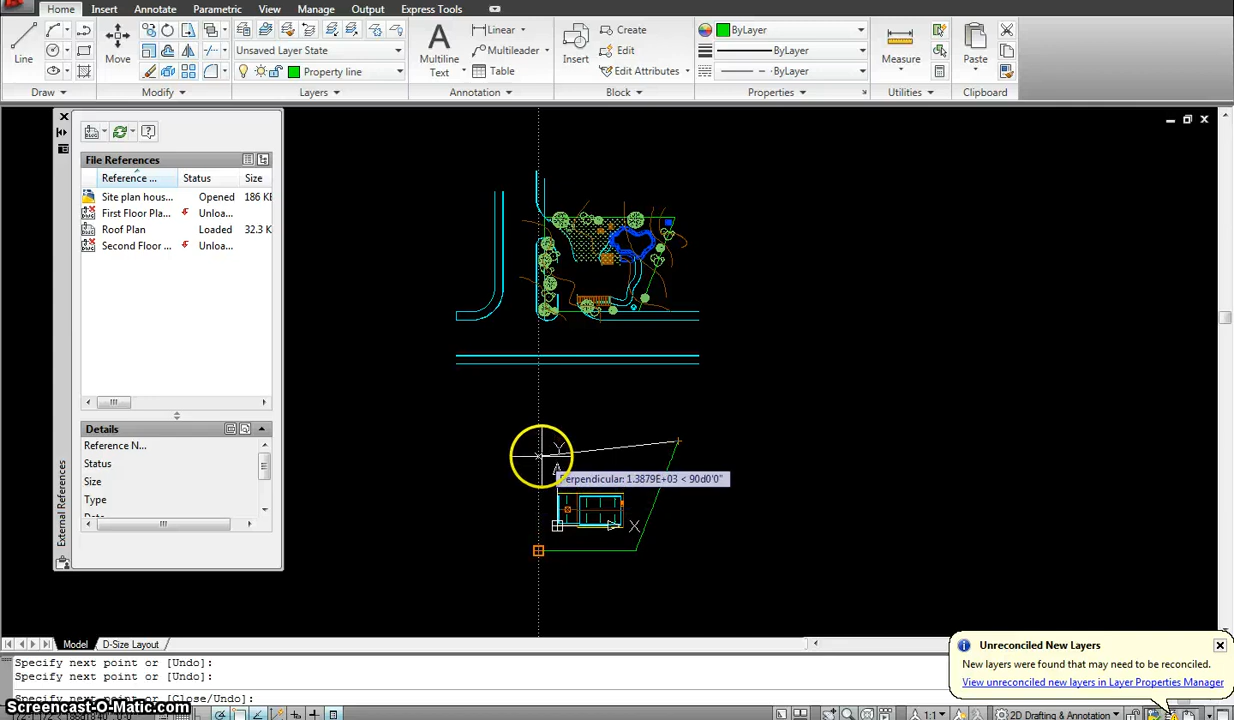 Home Insert Annotate Parametric View Manage Output Express Tools
Line
Move
Unsaved Layer State
Property line
Multiline
Text
Linear
Multileader
Table
Insert
Create
Edit
Edit Attributes
ByLayer
ByLayer
ByLayer
Measure
Paste
Draw Modify Layers Annotation Block Properties Utilities Clipboard
File References
Reference ... Status Size
Site plan hous... Opened 186 KB
First Floor Pla... Unloa...
Roof Plan Loaded 32.3 K
Second Floor ... Unloa...
Details
Reference N...
Status
Size
Type
External References
Y
X
Perpendicular: 1.3879E+03 < 90d0'0"
Model D-Size Layout
Unreconciled New Layers
New layers were found that may need to be reconciled.
View unreconciled new layers in Layer Properties Manager
Specify next point or [Undo]:
Specify next point or [Undo]:
Specify next point or [Close/Undo]:
Screencast-O-Matic.com
1:1
2D Drafting & Annotation